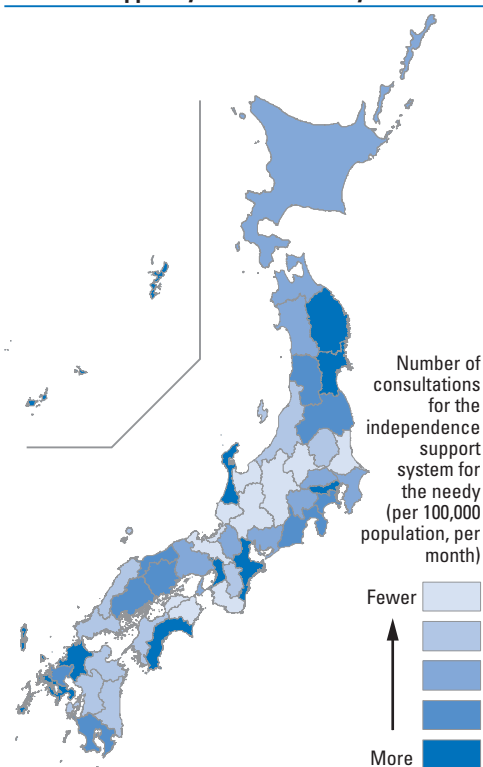 Number of
consultations
for the
independence
support
system for
the needy
(per 100,000
population, per
month)
Fewer
More